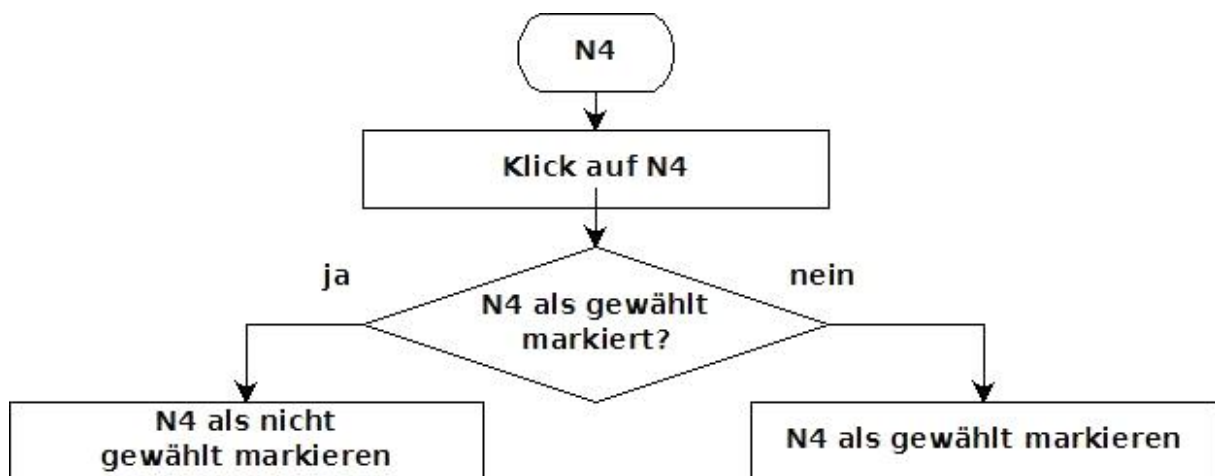 N4
Klick auf N4
ja
nein
N4 als gewählt
markiert?
N4 als nicht
gewählt markieren
N4 als gewählt markieren